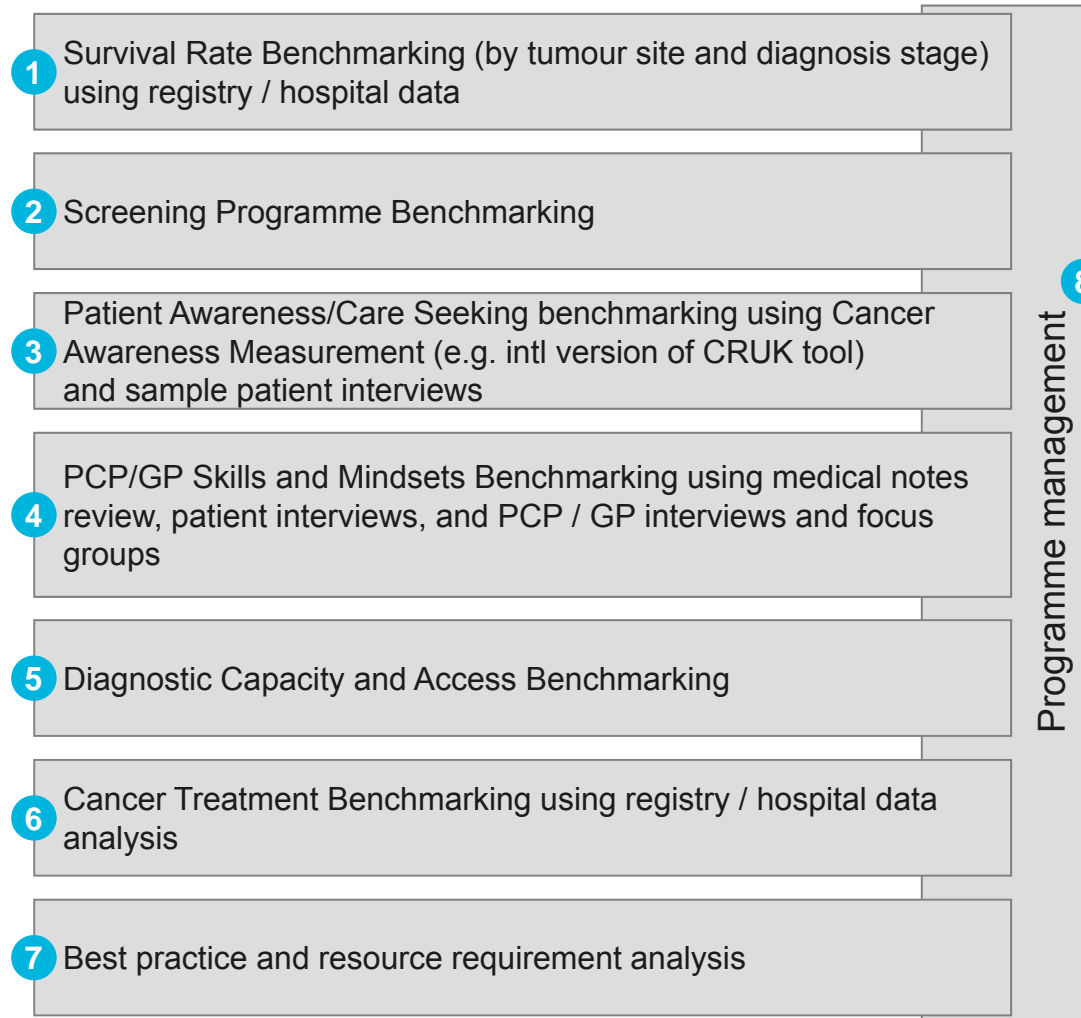 1
Survival Rate Benchmarking (by tumour site and diagnosis stage)
using registry / hospital data
2
Screening Programme Benchmarking
3
Patient Awareness/Care Seeking benchmarking using Cancer
Awareness Measurement (e.g. intl version of CRUK tool)
and sample patient interviews
4
PCP/GP Skills and Mindsets Benchmarking using medical notes
review, patient interviews, and PCP / GP interviews and focus
groups
5
Diagnostic Capacity and Access Benchmarking
6
Cancer Treatment Benchmarking using registry / hospital data
analysis
7
Best practice and resource requirement analysis
8
Programme management